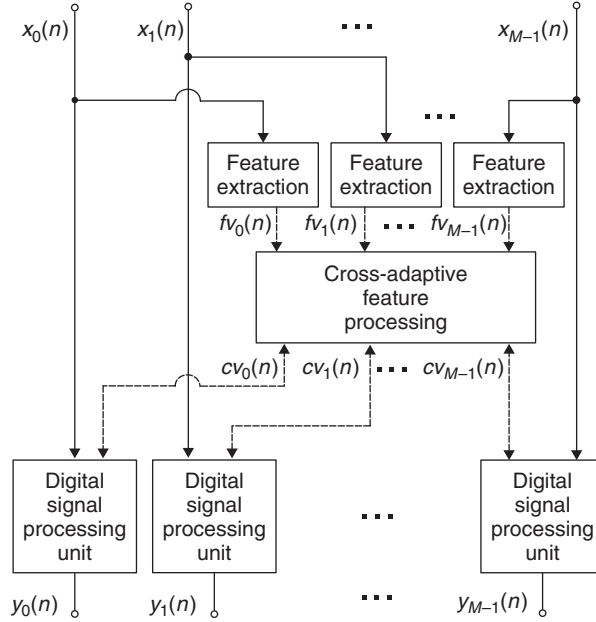 x0(n) x1(n) xM–1(n)
Feature extraction
Feature extraction
Feature extraction
fv0(n) fv1(n) fvM–1(n)
Cross-adaptive
feature
processing
cv0(n) cv1(n) cvM–1(n)
Digital
signal
processing
unit
Digital
signal
processing
unit
Digital
signal
processing
unit
y0(n) y1(n) yM–1(n)